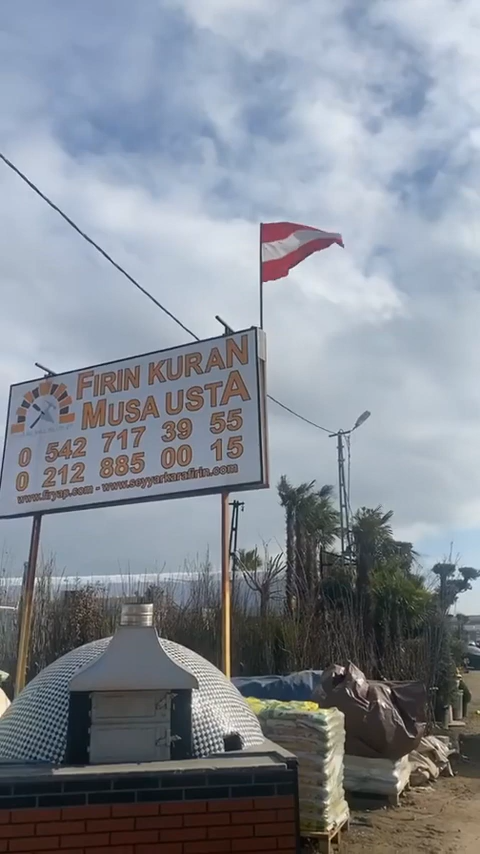 FIRIN KURAN
MUSA USTA
0 542 717 39 55
0 212 885 00 15
www.firyap.com - www.seyyarkarafirin.com